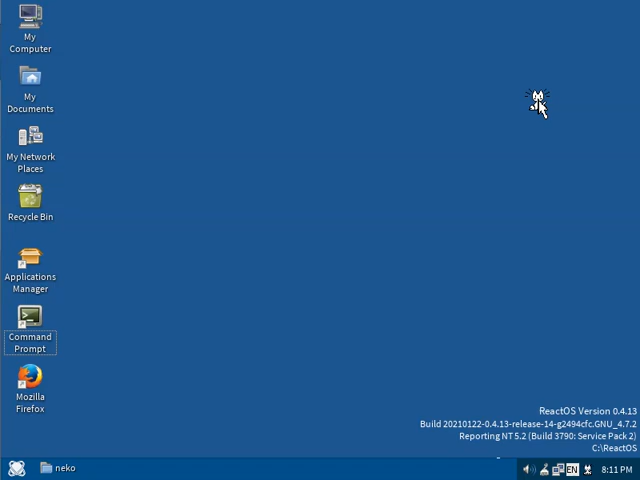 My
Computer
My
Documents
My Network
Places
Recycle Bin
Applications
Manager
Command
Prompt
Mozilla
Firefox
ReactOS Version 0.4.13
Build 20210122-0.4.13-release-14-g2494cfc.GNU_4.7.2
Reporting NT 5.2 (Build 3790: Service Pack 2)
C:\ReactOS
neko
EN
8:11 PM